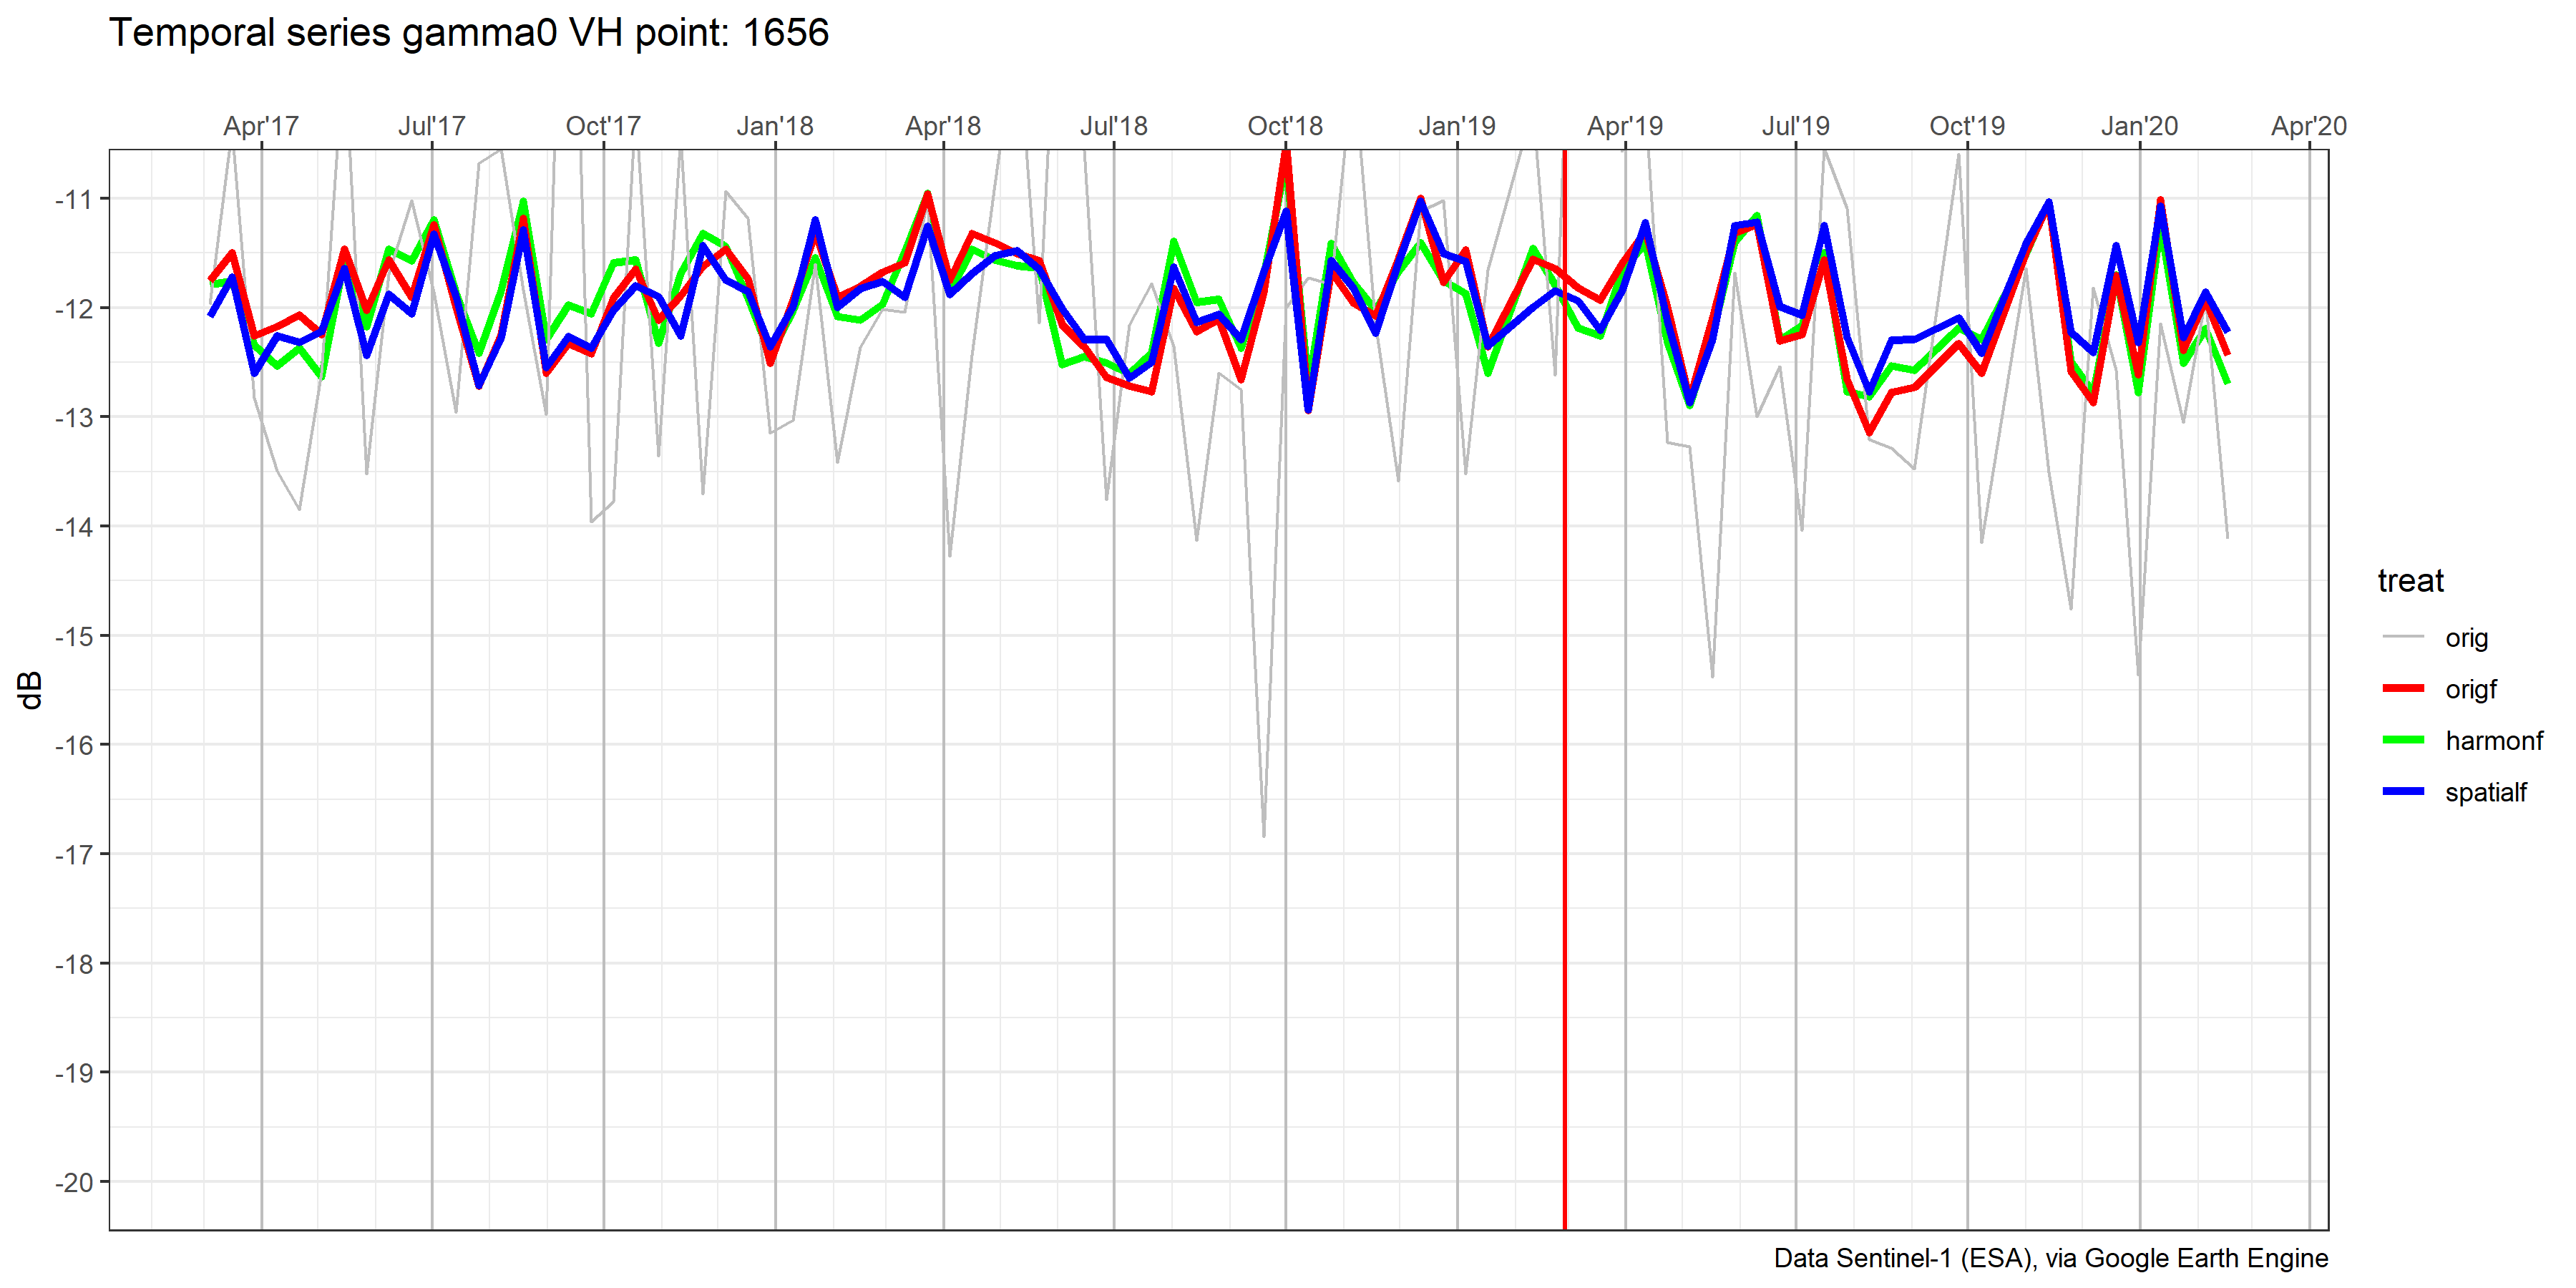 Temporal series gamma0 VH point: 1656
Apr'17 Jul'17 Oct'17 Jan'18 Apr'18 Jul'18 Oct'18 Jan'19 Apr'19 Jul'19 Oct'19 Jan'20 Apr'20
-11
-12
-13
-14
-15
-16
-17
-18
-19
-20
dB
treat
orig
origf
harmonf
spatialf
Data Sentinel-1 (ESA), via Google Earth Engine